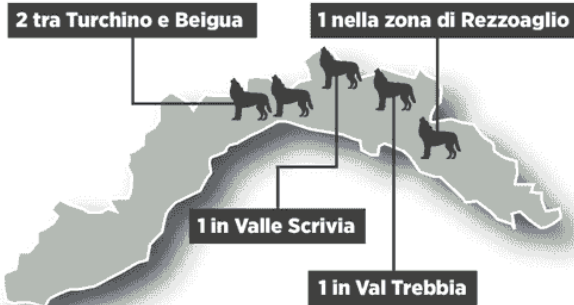 2 tra Turchino e Beigua
1 nella zona di Rezzoaglio
1 in Valle Scrivia
1 in Val Trebbia